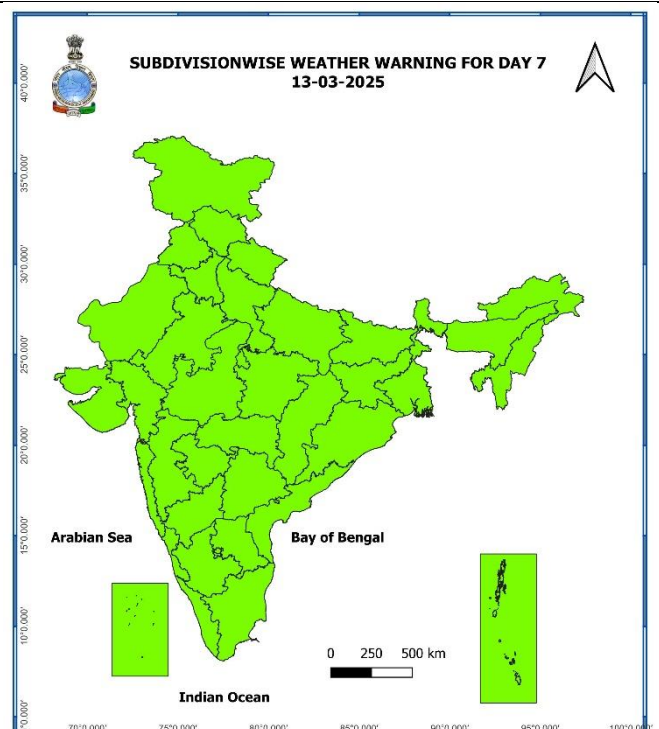 SUBDIVISIONWISE WEATHER WARNING FOR DAY 7
13-03-2025
40°0.000'
35°0.000'
30°0.000'
25°0.000'
20°0.000'
15°0.000'
10°0.000'
Arabian Sea
Bay of Bengal
0 250 500 km
Indian Ocean
70°0.000' 75°0.000' 80°0.000' 85°0.000' 90°0.000' 95°0.000'